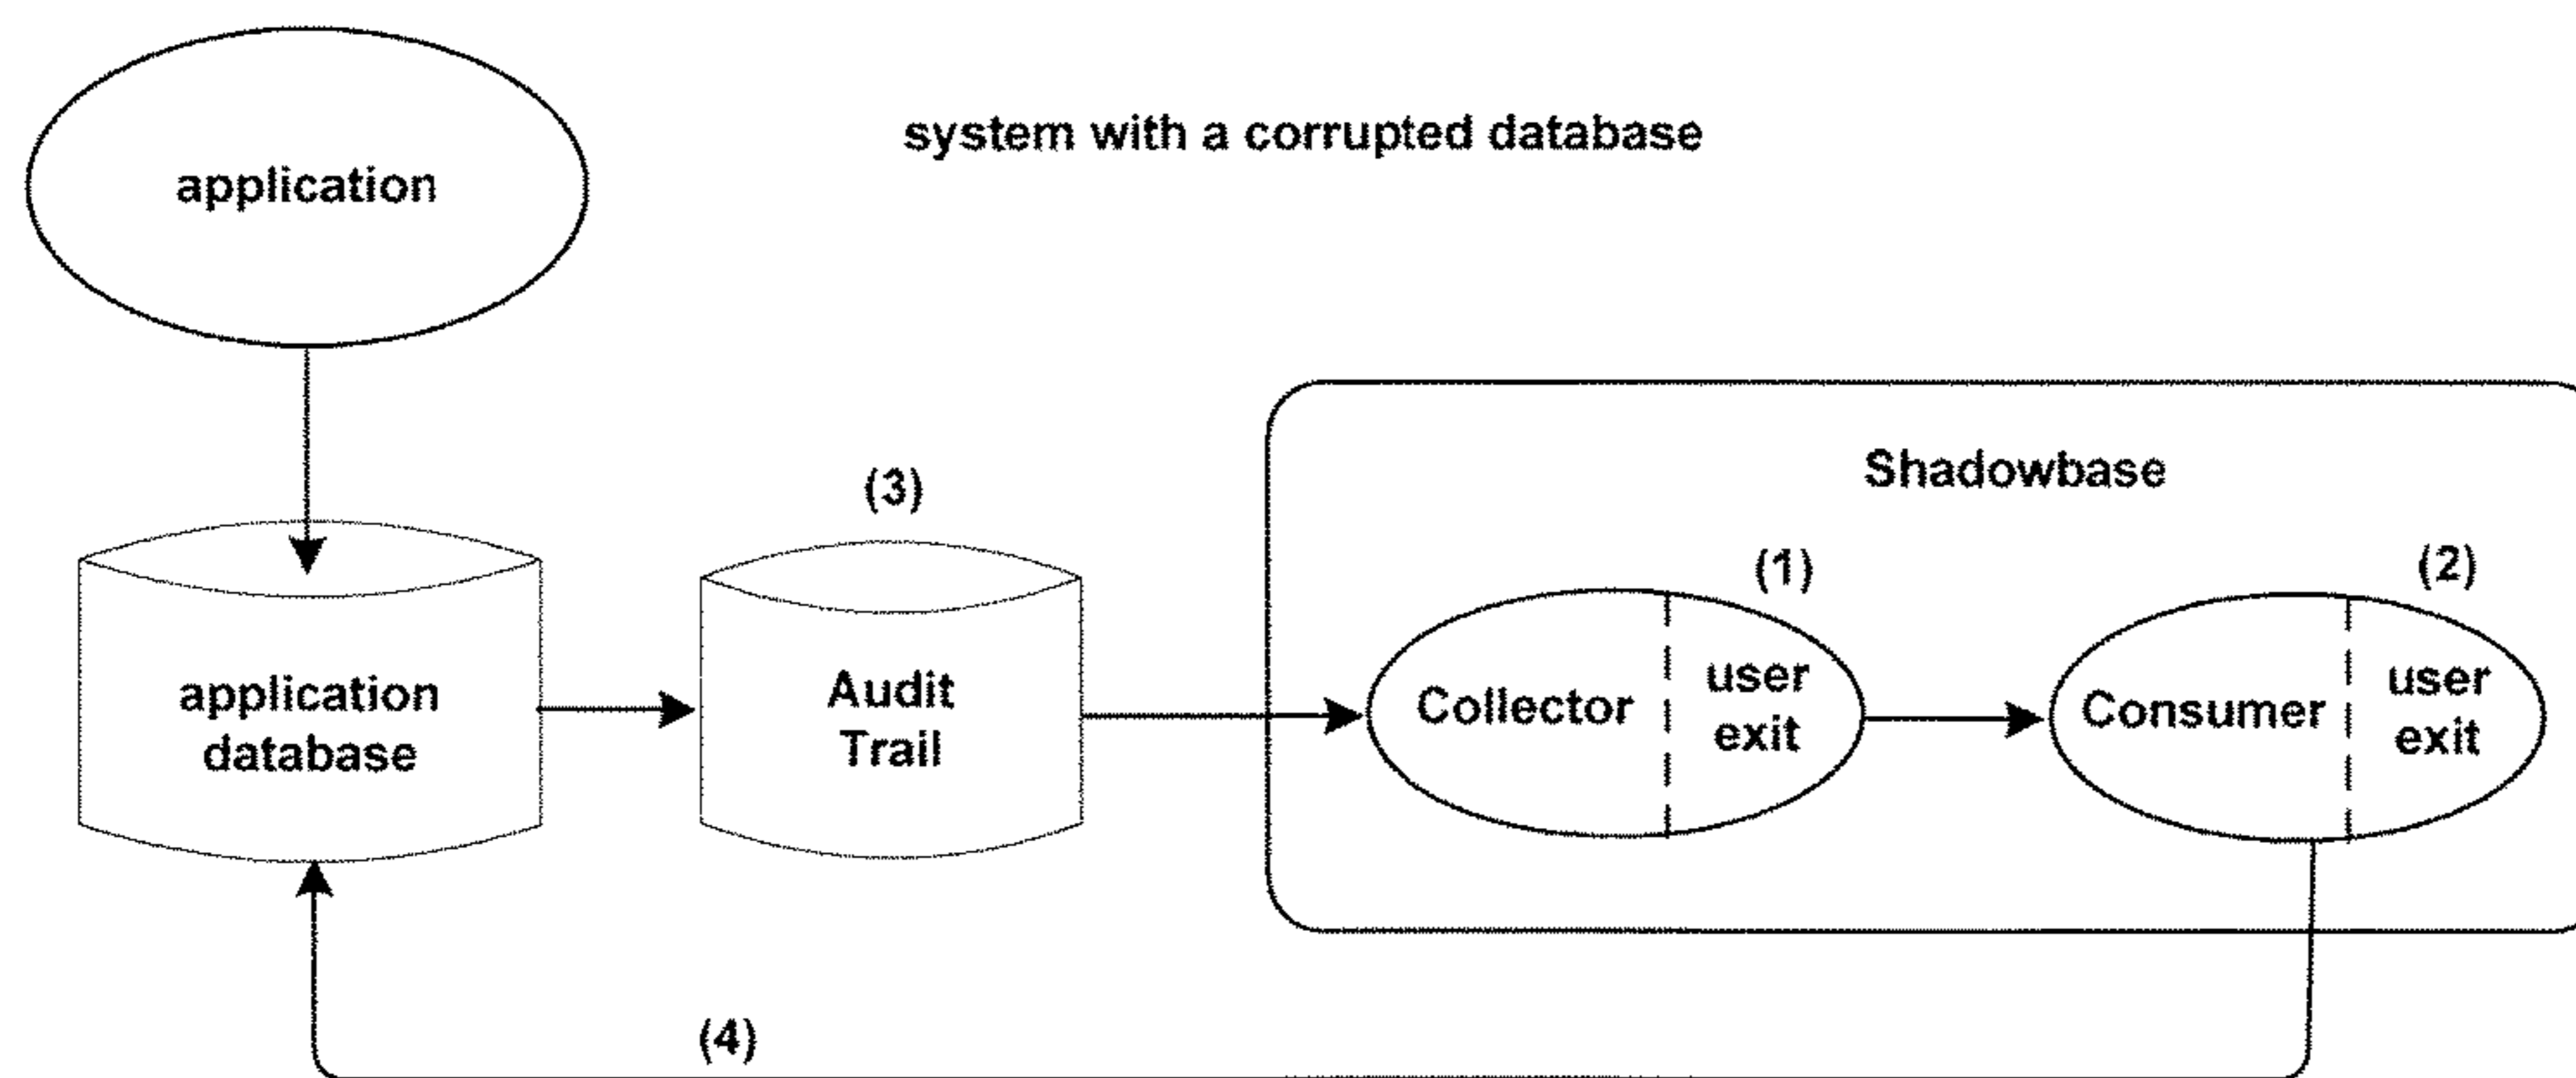 system with a corrupted database
application
Shadowbase
(3)
(1)
(2)
application
database
Audit
Trail
Collector
user
exit
Consumer
user
exit
(4)